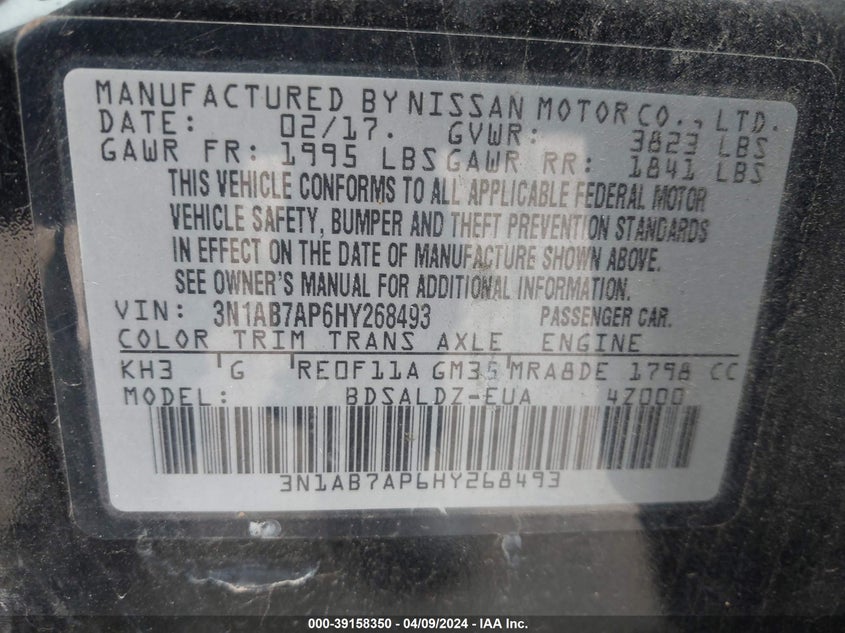 MANUFACTURED BY NISSAN MOTOR CO., LTD.
DATE: 02/17. GVWR: 3823 LBS
GAWR FR: 1995 LBS GAWR RR: 1841 LBS
THIS VEHICLE CONFORMS TO ALL APPLICABLE FEDERAL MOTOR
VEHICLE SAFETY, BUMPER AND THEFT PREVENTION STANDARDS
IN EFFECT ON THE DATE OF MANUFACTURE SHOWN ABOVE.
SEE OWNER'S MANUAL FOR ADDITIONAL INFORMATION.
VIN: 3N1AB7AP6HY268493 PASSENGER CAR.
COLOR TRIM TRANS AXLE ENGINE
KH3 G RE0F11A GM35 MRA8DE 1798 CC
MODEL: BDSALDZ-EUA 4Z000
3N1AB7AP6HY268493
000-39158350 - 04/09/2024 - IAA Inc.